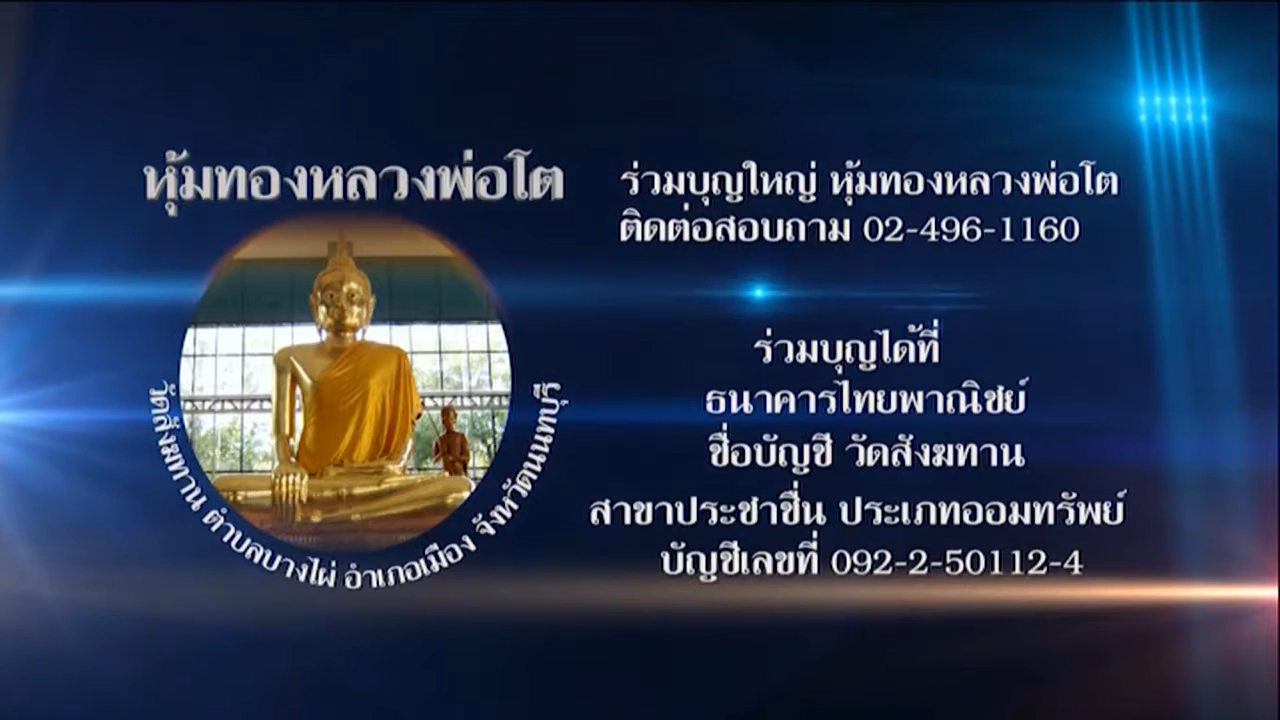 หุ้มทองหลวงพ่อโต
วัดสังฆทาน ตำบลบางไผ่ อำเภอเมือง จังหวัดนนทบุรี
ร่วมบุญใหญ่ หุ้มทองหลวงพ่อโต
ติดต่อสอบถาม 02-496-1160
ร่วมบุญได้ที่
ธนาคารไทยพาณิชย์
ชื่อบัญชี วัดสังฆทาน
สาขาประชาชื่น ประเภทออมทรัพย์
บัญชีเลขที่ 092-2-50112-4